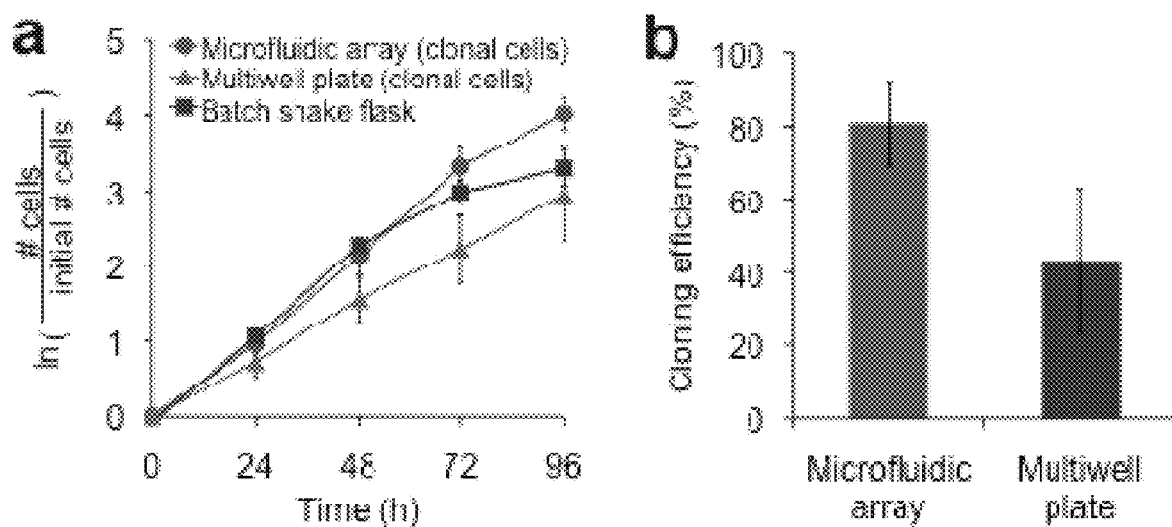 a
5
4
3
2
1
0
ln( # cells / initial # cells )
Microfluidic array (clonal cells)
Multiwell plate (clonal cells)
Batch shake flask
0 24 48 72 96
Time (h)
b
100
80
60
40
20
0
Cloning efficiency (%)
Microfluidic
array
Multiwell
plate